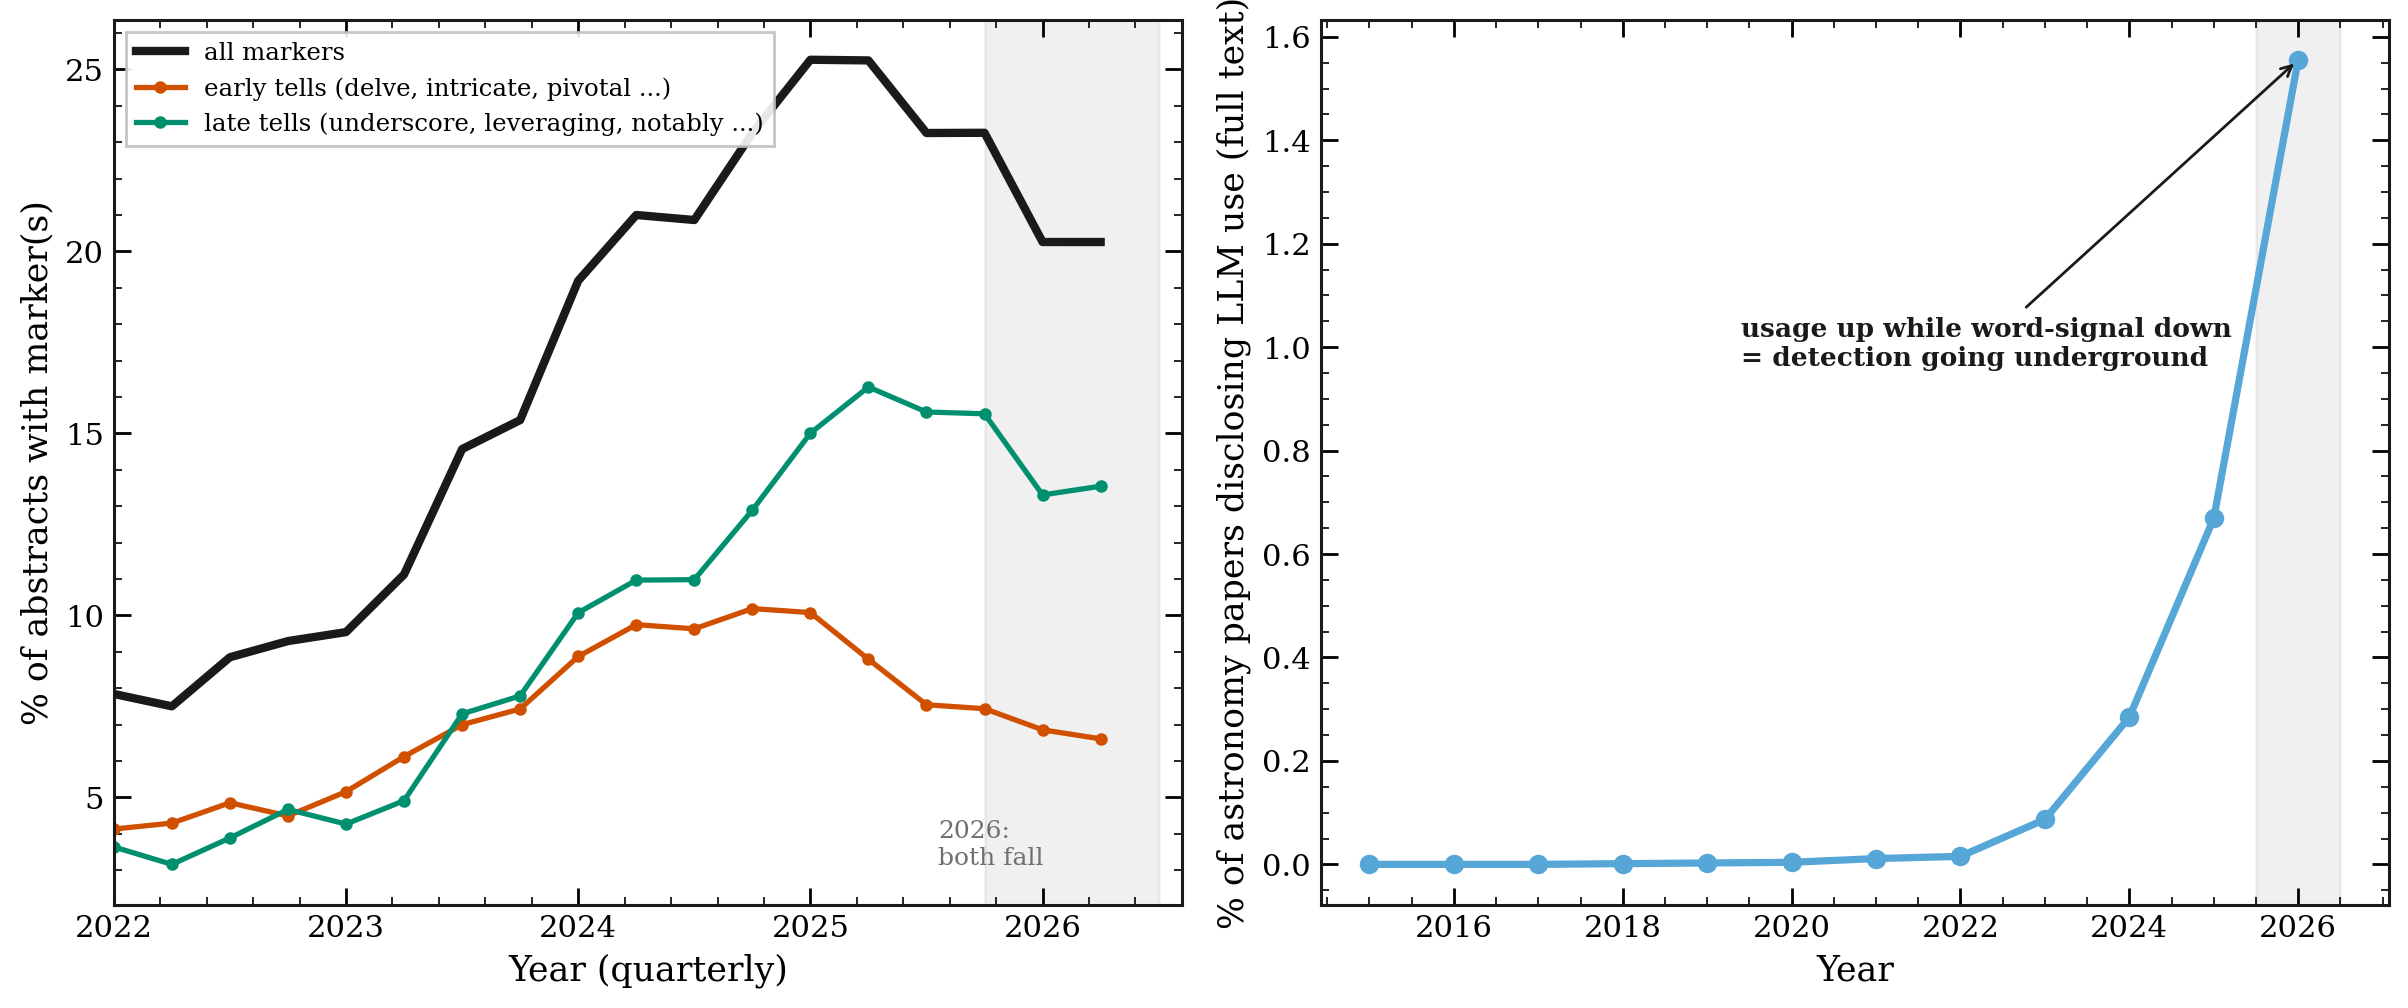 all markers
early tells (delve, intricate, pivotal ...)
late tells (underscore, leveraging, notably ...)
% of abstracts with marker(s)
25
20
15
10
5
2026:
both fall
2022
2023
2024
2025
2026
Year (quarterly)
% of astronomy papers disclosing LLM use (full text)
1.6
1.4
1.2
1.0
0.8
0.6
0.4
0.2
0.0
usage up while word-signal down
= detection going underground
2016
2018
2020
2022
2024
2026
Year